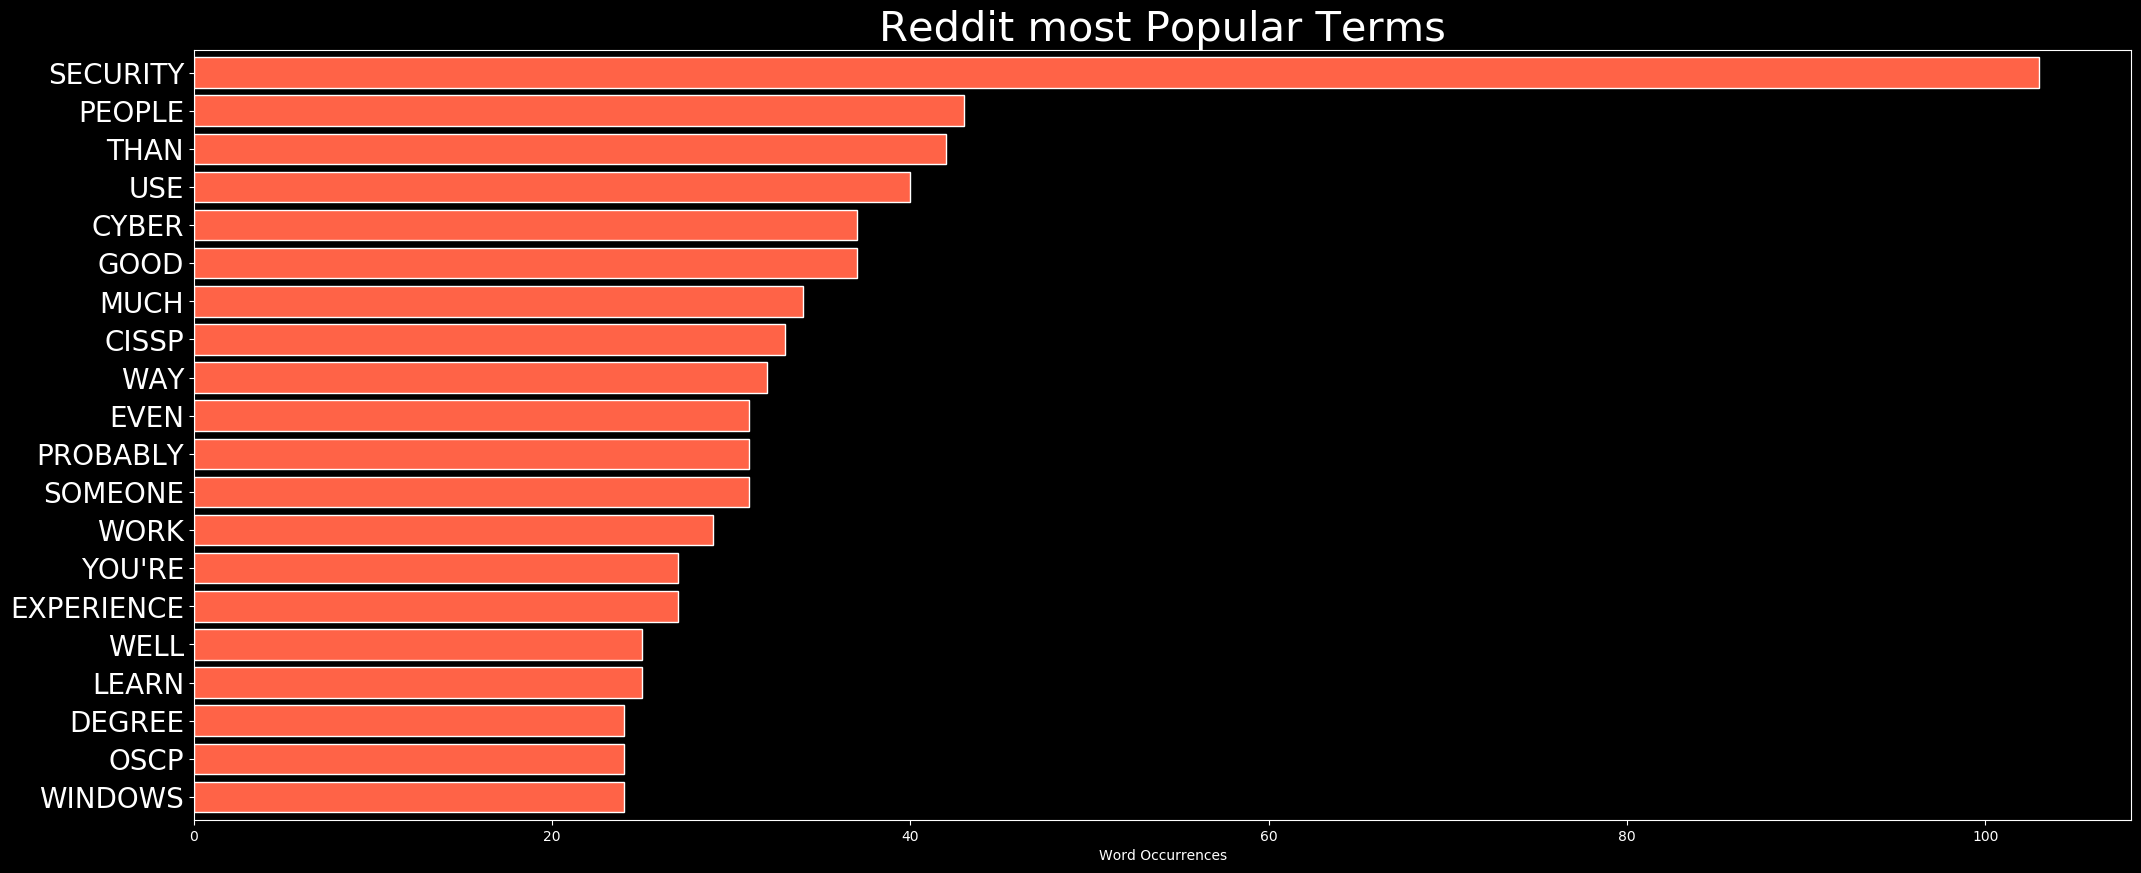 Reddit most Popular Terms
SECURITY
PEOPLE
THAN
USE
CYBER
GOOD
MUCH
CISSP
WAY
EVEN
PROBABLY
SOMEONE
WORK
YOU'RE
EXPERIENCE
WELL
LEARN
DEGREE
OSCP
WINDOWS
0 20 40 60 80 100
Word Occurrences